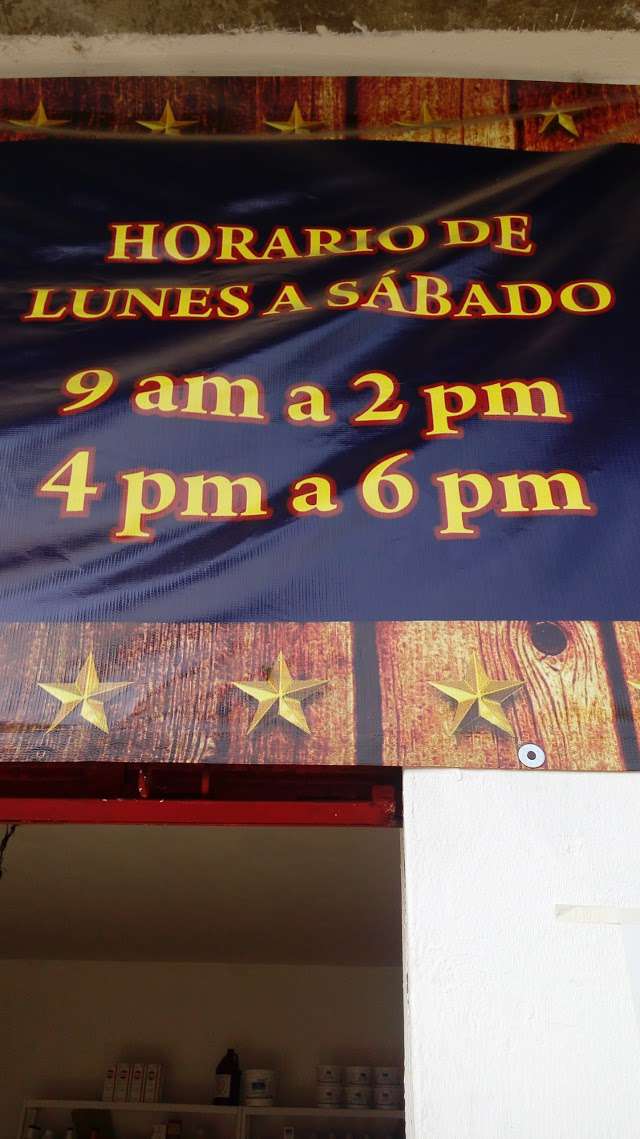 HORARIO DE
LUNES A SÁBADO
9 am a 2 pm
4 pm a 6 pm